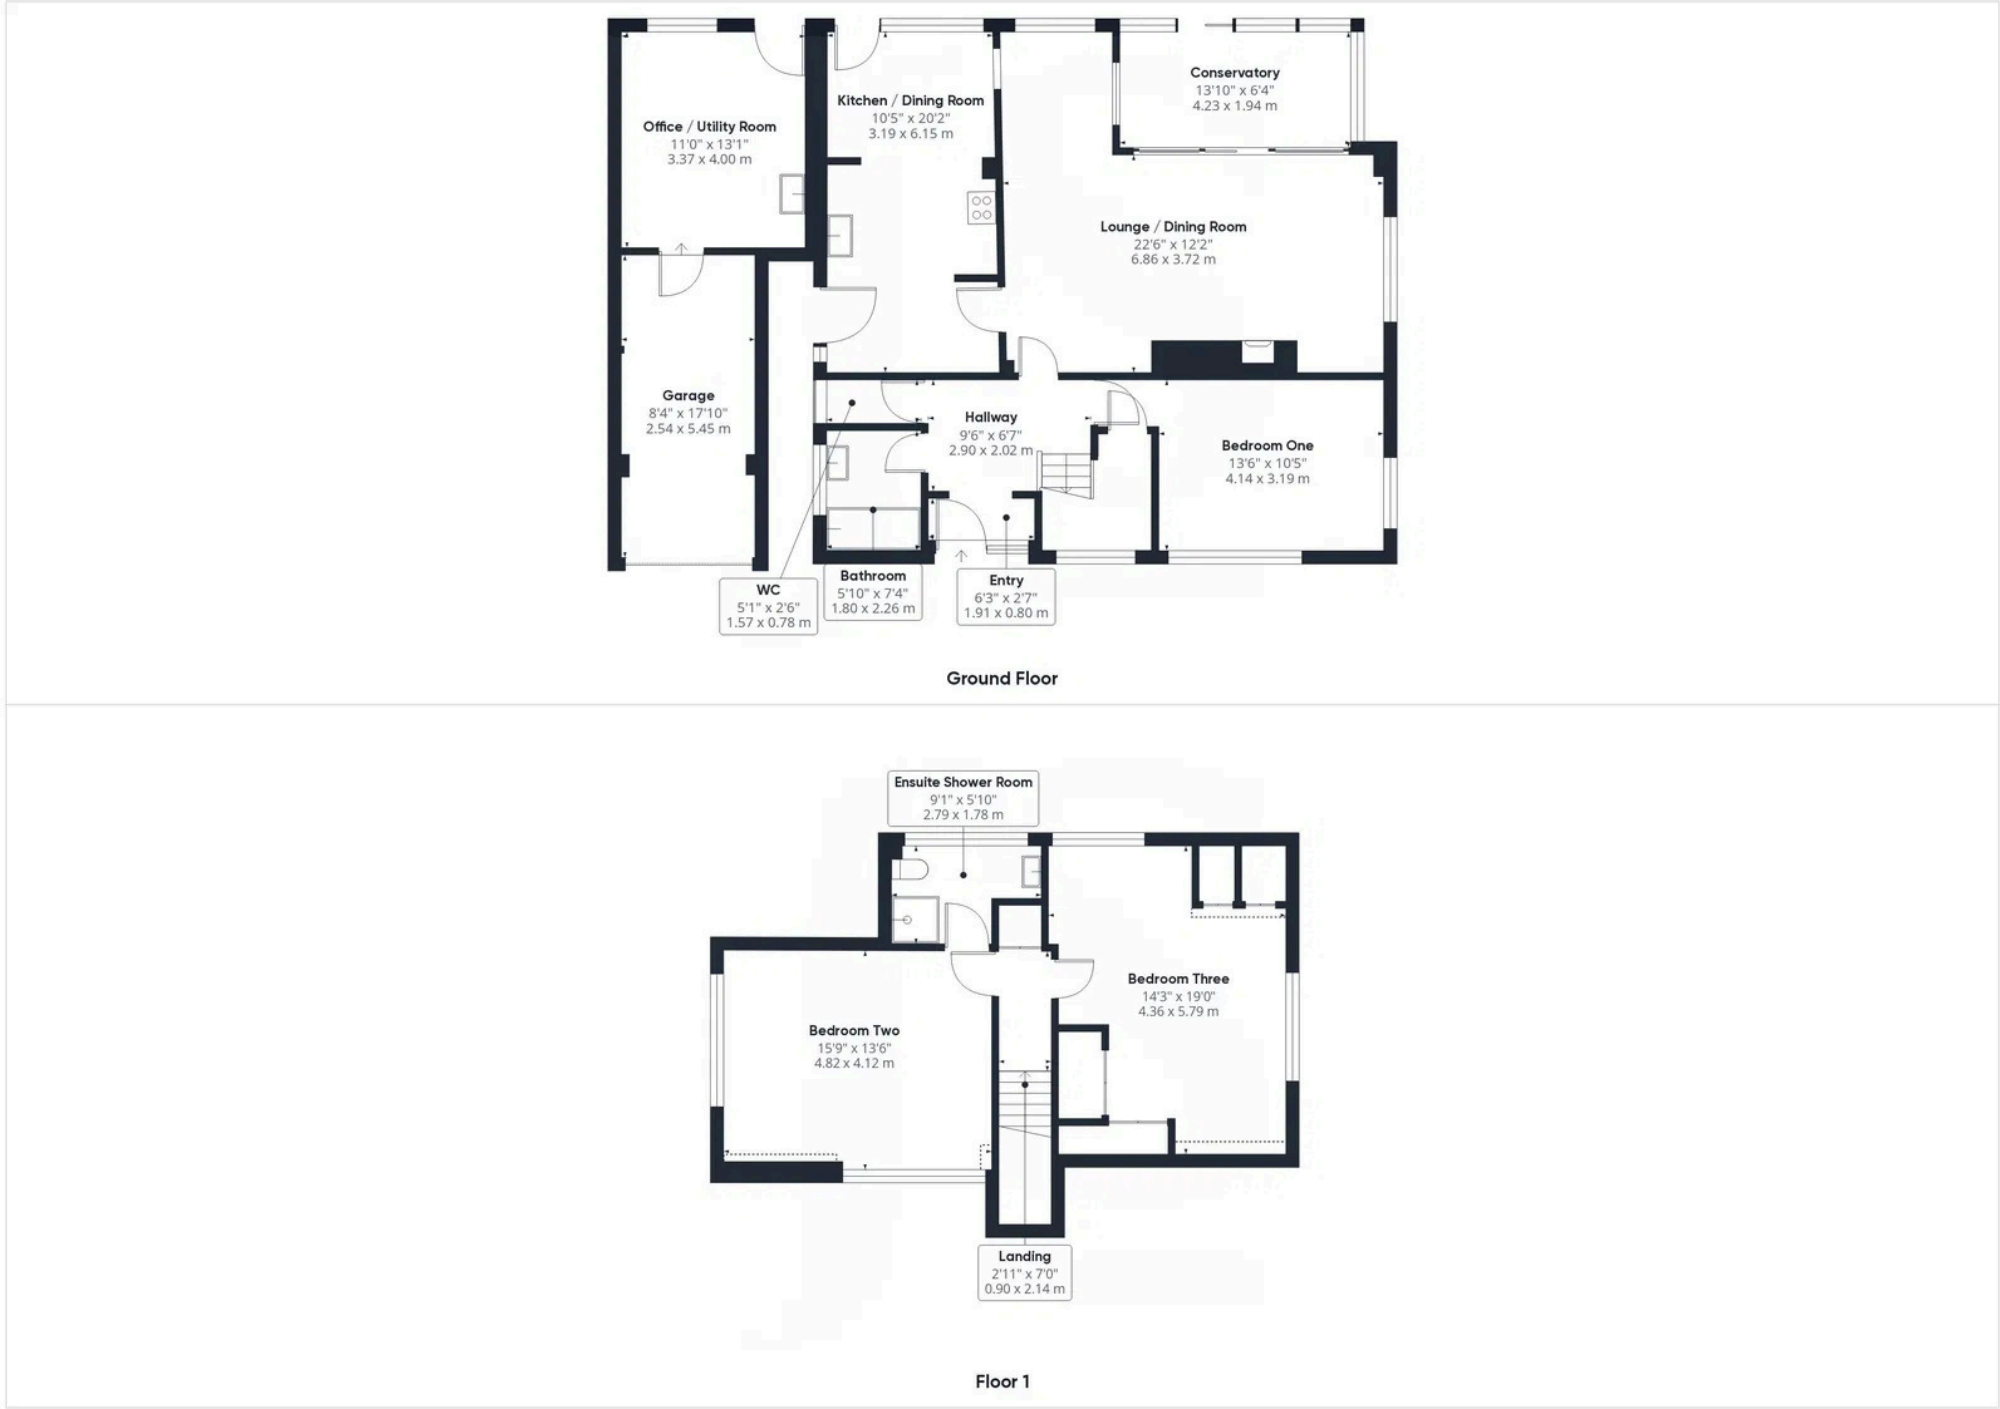 Conservatory
13'10" x 6'4"
4.23 x 1.94 m
Kitchen / Dining Room
10'5" x 20'2"
3.19 x 6.15 m
Office / Utility Room
11'0" x 13'1"
3.37 x 4.00 m
Lounge / Dining Room
22'6" x 12'2"
6.86 x 3.72 m
Garage
8'4" x 17'10"
2.54 x 5.45 m
Hallway
9'6" x 6'7"
2.90 x 2.02 m
Bedroom One
13'6" x 10'5"
4.14 x 3.19 m
WC
5'1" x 2'6"
1.57 x 0.78 m
Bathroom
5'10" x 7'4"
1.80 x 2.26 m
Entry
6'3" x 2'7"
1.91 x 0.80 m
Ground Floor
Ensuite Shower Room
9'1" x 5'10"
2.79 x 1.78 m
Bedroom Three
14'3" x 19'0"
4.36 x 5.79 m
Bedroom Two
15'9" x 13'6"
4.82 x 4.12 m
Landing
2'11" x 7'0"
0.90 x 2.14 m
Floor 1